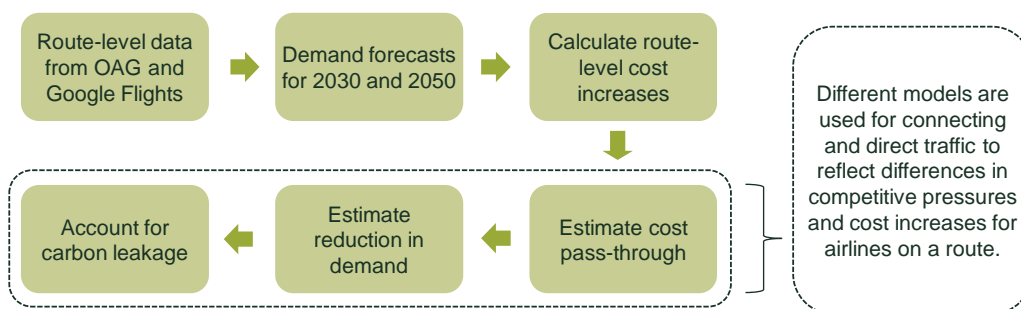 Route-level data
from OAG and
Google Flights
Demand forecasts
for 2030 and 2050
Calculate route-
level cost
increases
Estimate cost
pass-through
Estimate
reduction in
demand
Account for
carbon leakage
Different models are
used for connecting
and direct traffic to
reflect differences in
competitive pressures
and cost increases for
airlines on a route.